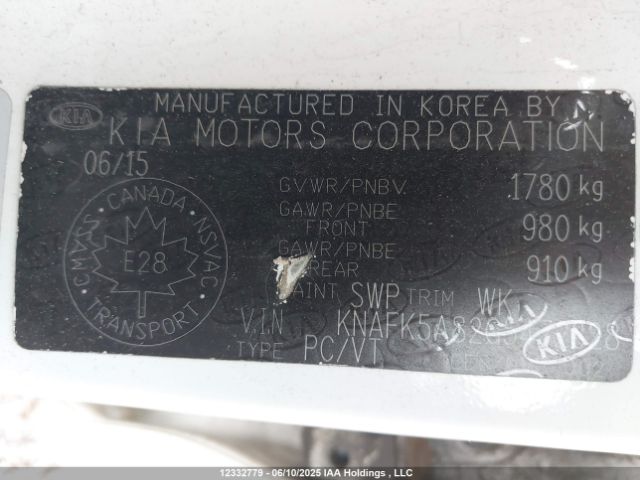 KIA
MANUFACTURED IN KOREA BY
KIA MOTORS CORPORATION
06/15
GVWR/PNBV 1780 kg
GAWR/PNBE
FRONT 980 kg
GAWR/PNBE
REAR 910 kg
CANADA · NSVAC
CMVSS
E28
TRANSPORT
AINT SWP TRIM WK
V.I.N KNAFK5A8
TYPE PC/VT
KIA
12332779 - 06/10/2025 IAA Holdings , LLC